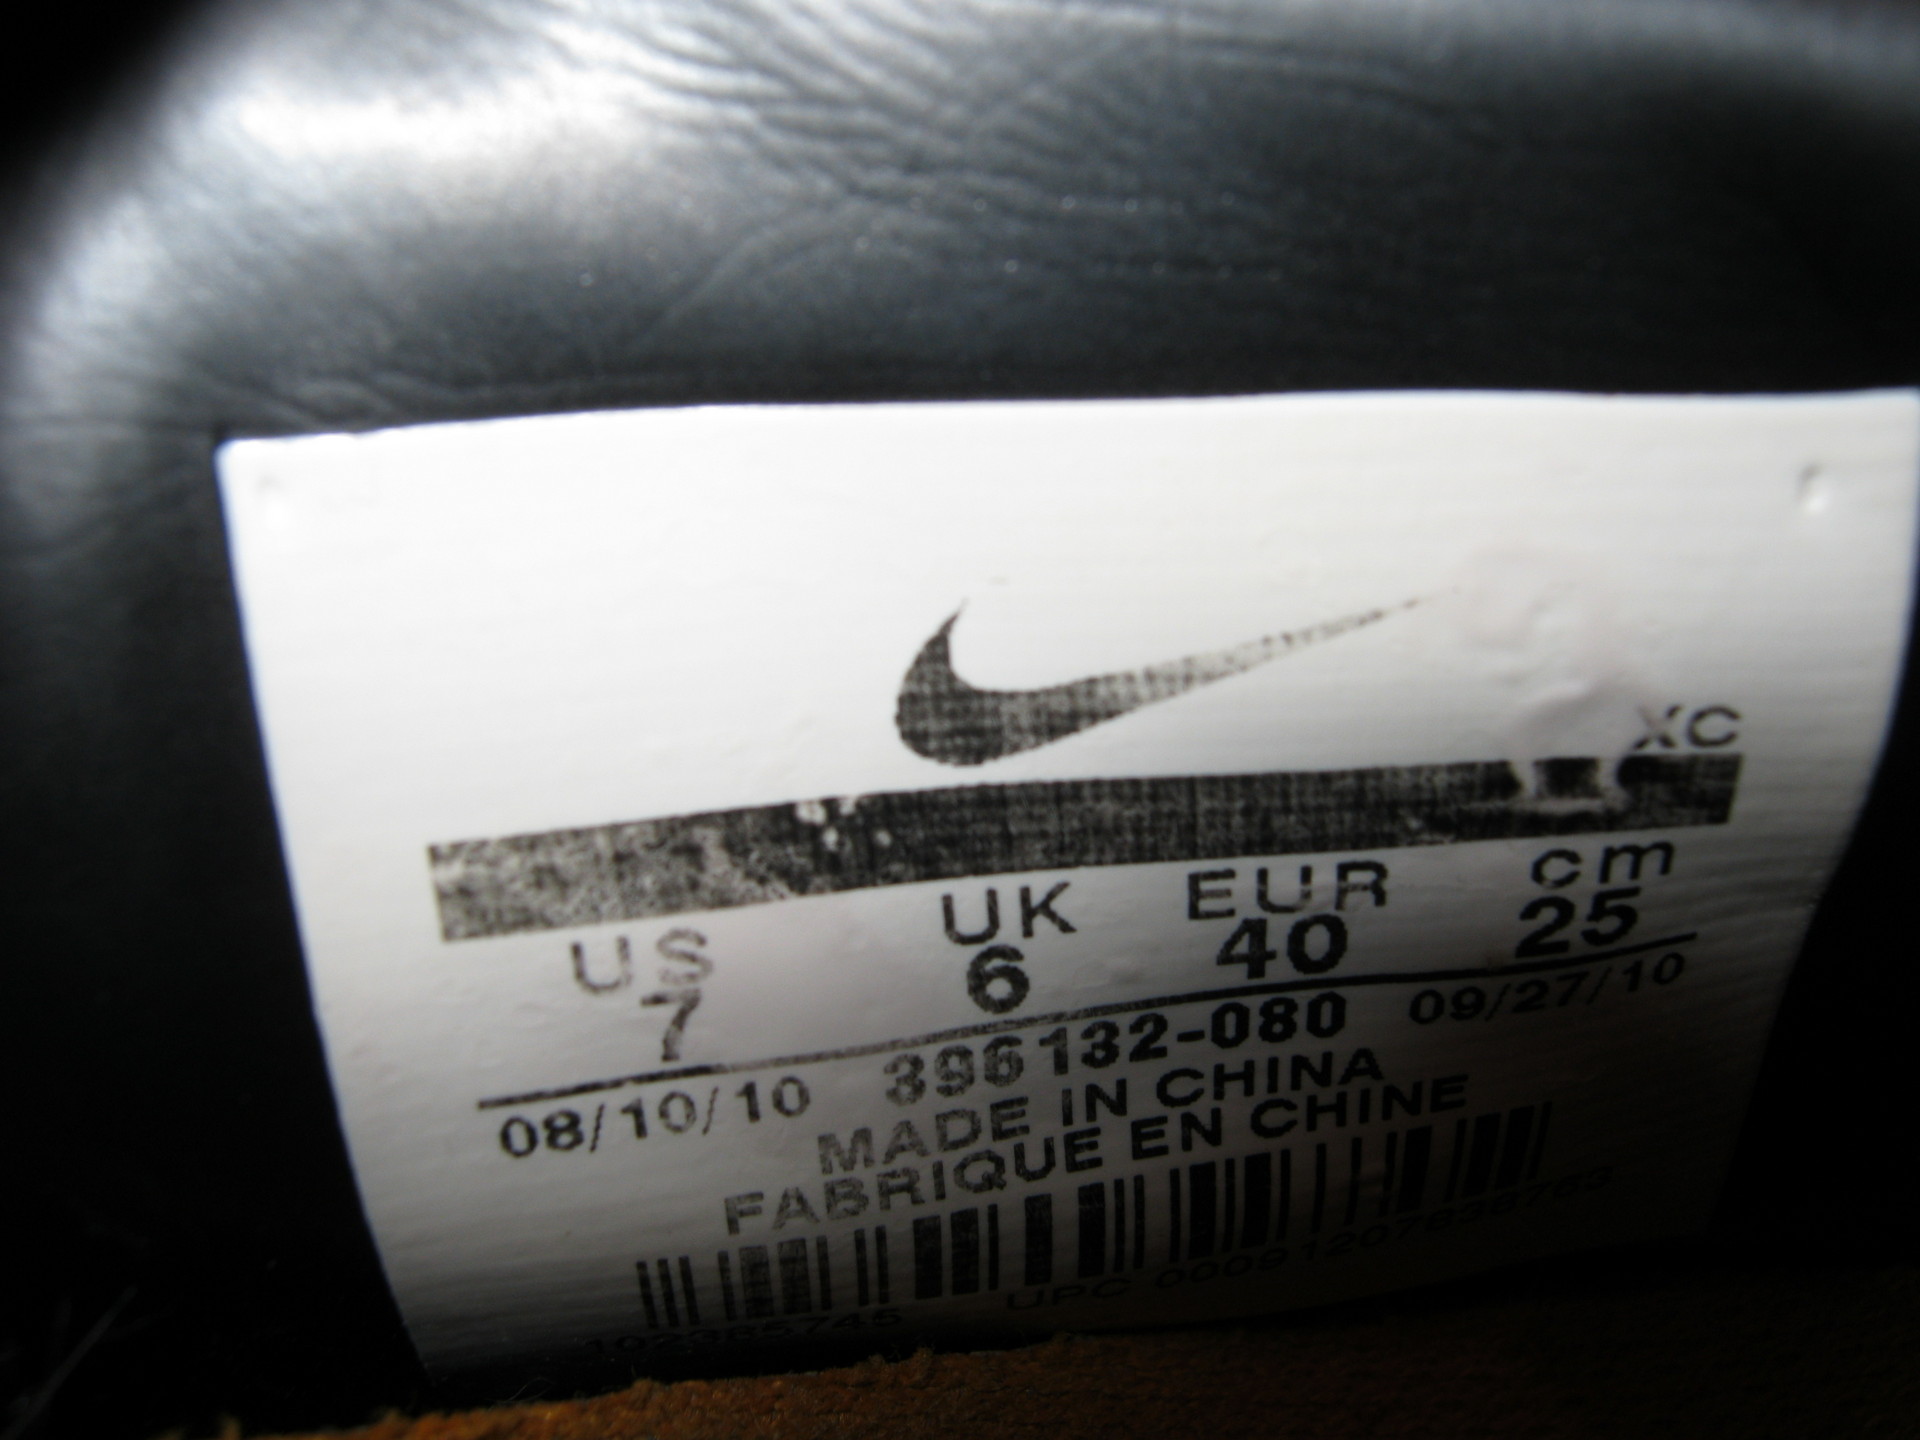 XC
US UK EUR cm
7 6 40 25
08/10/10 396132-080 09/27/10
MADE IN CHINA
FABRIQUE EN CHINE
UPC